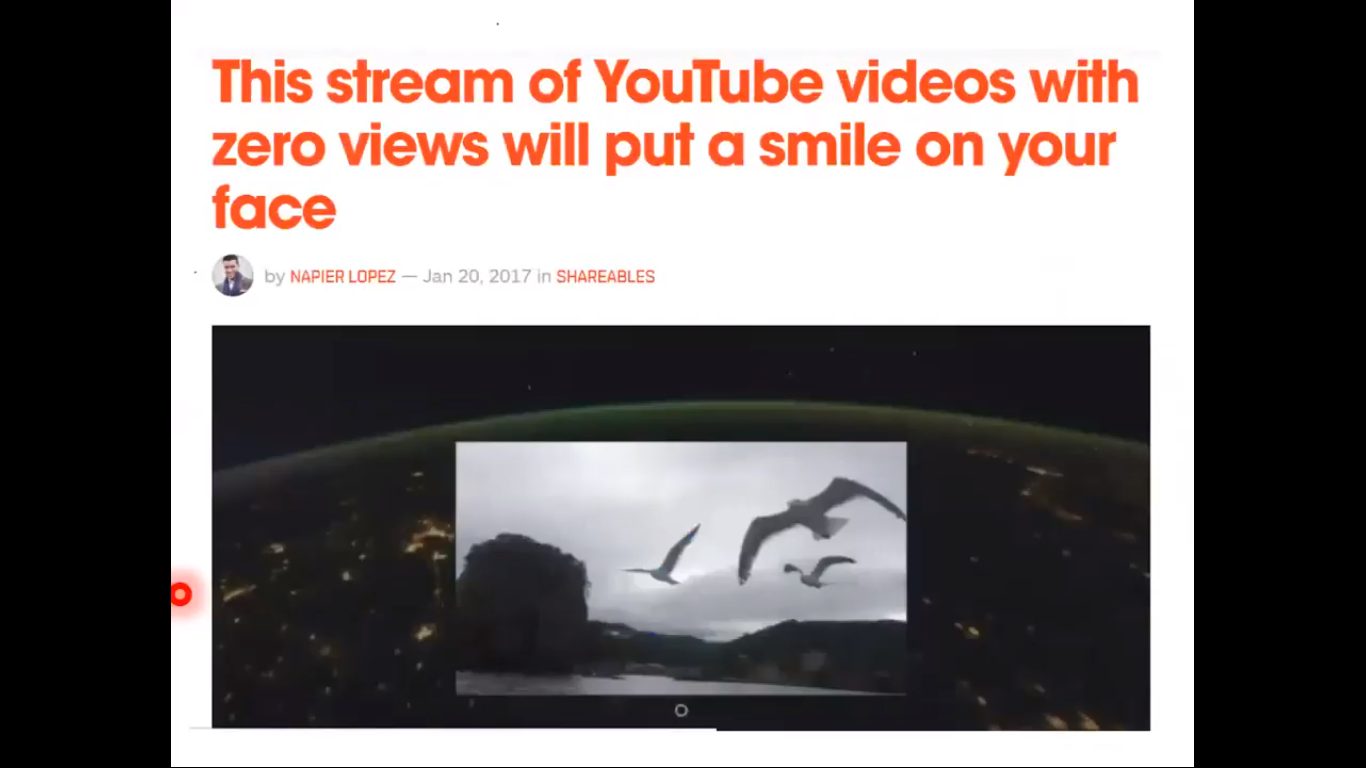 This stream of YouTube videos with
zero views will put a smile on your
face
by NAPIER LOPEZ — Jan 20, 2017 in SHAREABLES